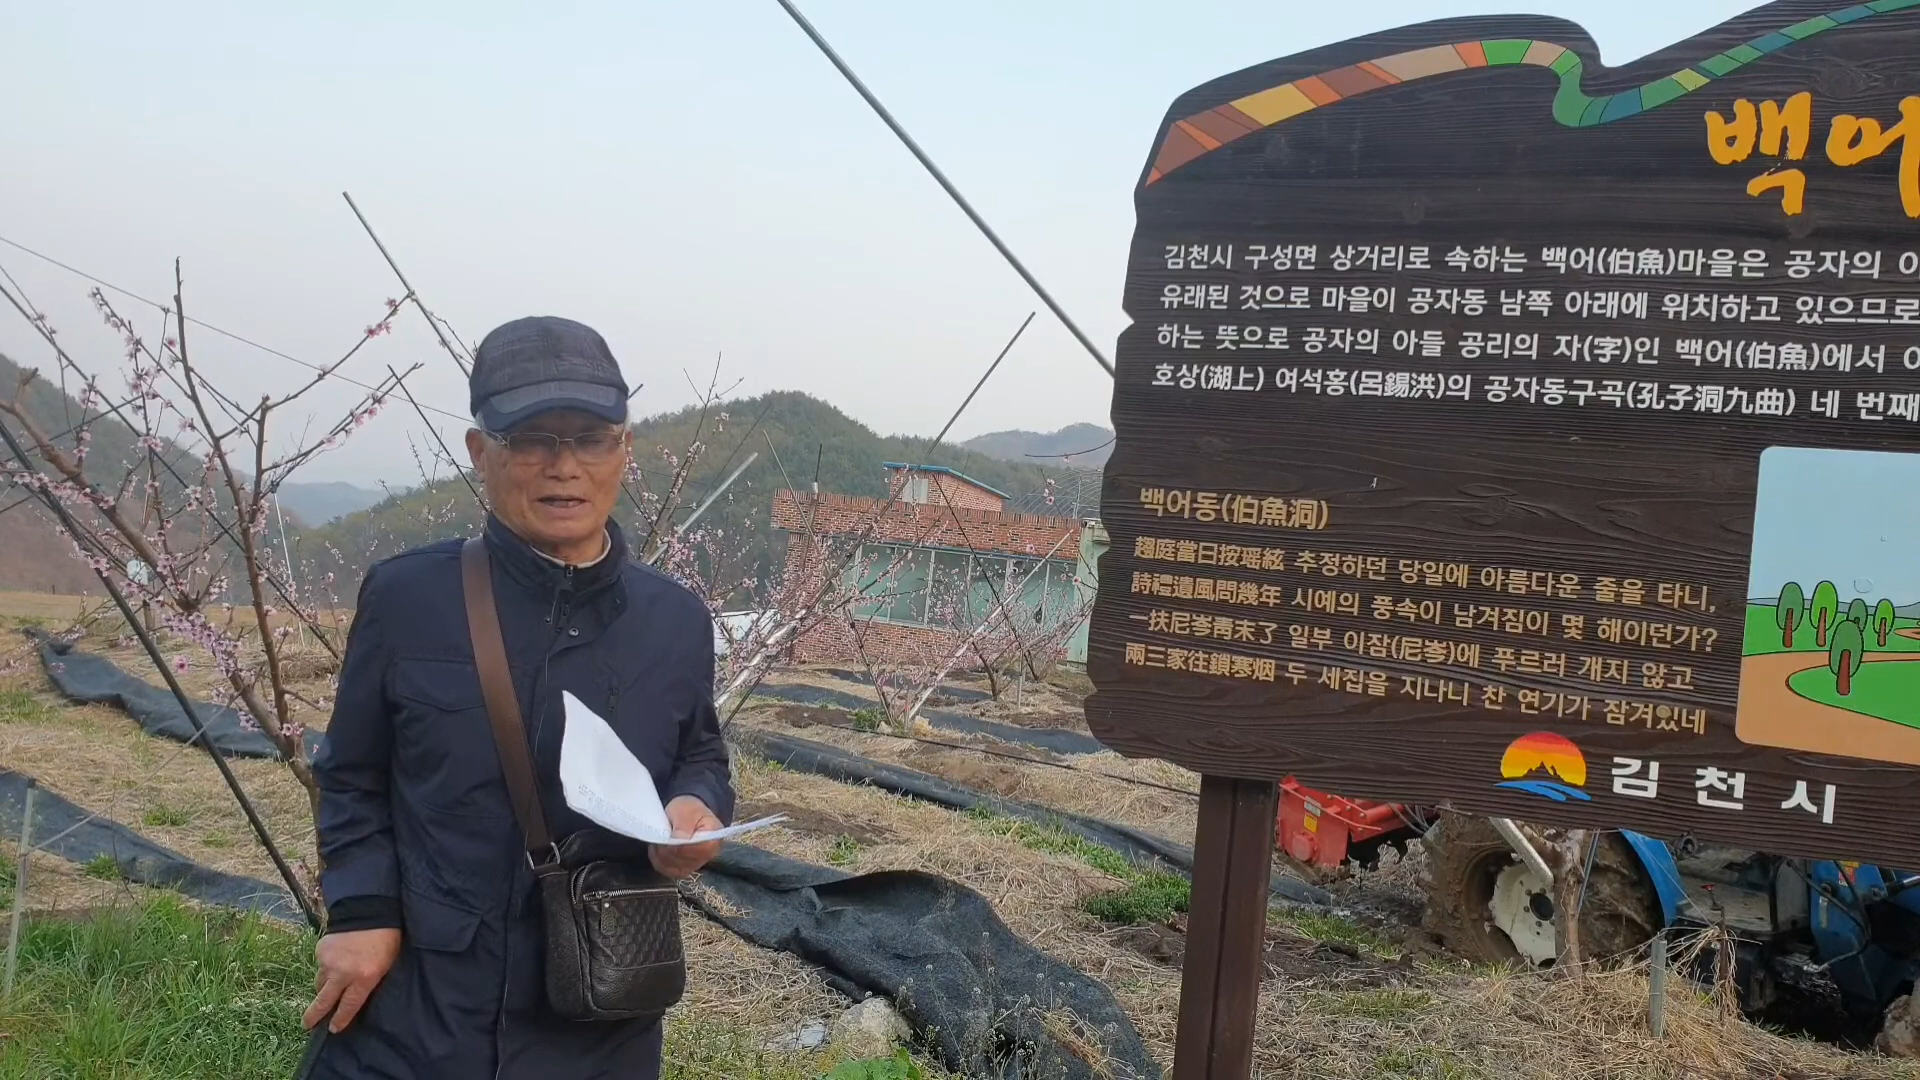 백어
김천시 구성면 상거리로 속하는 백어(伯魚)마을은 공자의
유래된 것으로 마을이 공자동 남쪽 아래에 위치하고 있으므로
하는 뜻으로 공자의 아들 공리의 자(字)인 백어(伯魚)에서
호상(湖上) 여석홍(呂錫洪)의 공자동구곡(孔子洞九曲) 네 번째
백어동(伯魚洞)
趨庭當日按瑶絃 추정하던 당일에 아름다운 줄을 타니,
詩禮遺風問幾年 시예의 풍속이 남겨짐이 몇 해이던가?
一抹尼岑靑未了 일부 이잠(尼岑)에 푸르러 개지 않고
兩三家往鎖寒烟 두 세집을 지나니 찬 연기가 잠겨있네
김천시